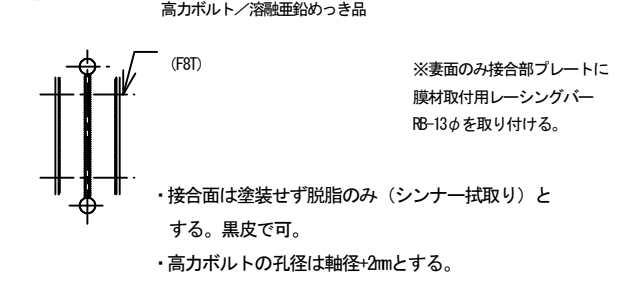 高力ボルト／溶融亜鉛めっき品
(F8T)
※妻面のみ接合部プレートに
膜材取付用レーシングバー
RB-13φを取り付ける。
・接合面は塗装せず脱脂のみ（シンナー拭取り）と
する。黒皮で可。
・高力ボルトの孔径は軸径+2mmとする。